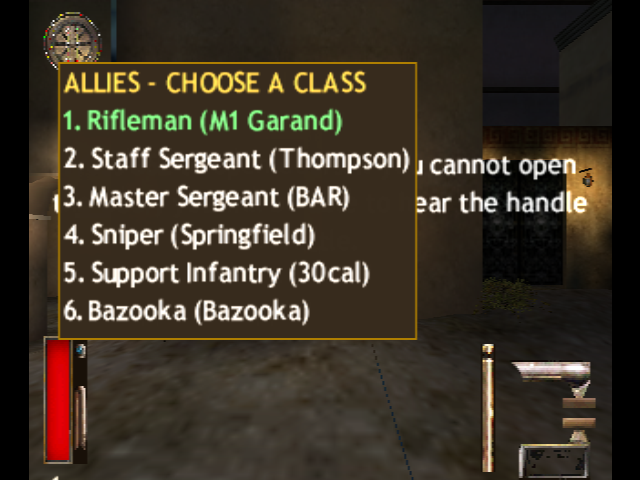 ALLIES - CHOOSE A CLASS
1. Rifleman (M1 Garand)
2. Staff Sergeant (Thompson)
cannot open
3. Master Sergeant (BAR)
ear the handle
4. Sniper (Springfield)
5. Support Infantry (30cal)
6. Bazooka (Bazooka)